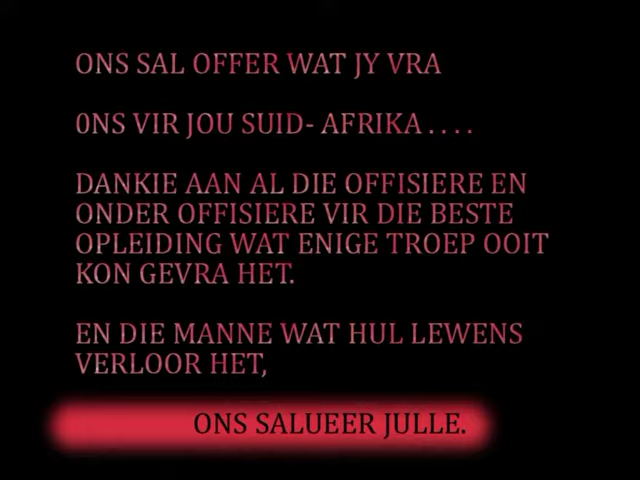 ONS SAL OFFER WAT JY VRA
0NS VIR JOU SUID- AFRIKA . . . .
DANKIE AAN AL DIE OFFISIERE EN
ONDER OFFISIERE VIR DIE BESTE
OPLEIDING WAT ENIGE TROEP OOIT
KON GEVRA HET.
EN DIE MANNE WAT HUL LEWENS
VERLOOR HET,
ONS SALUEER JULLE.